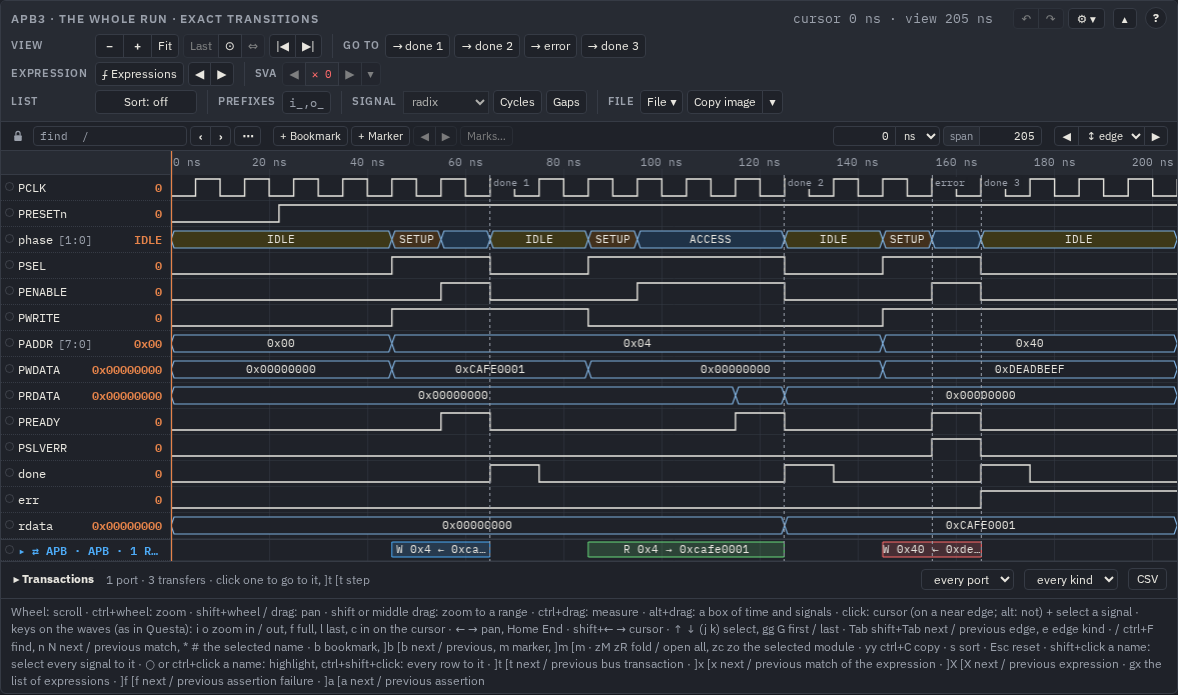 APB3 · THE WHOLE RUN · EXACT TRANSITIONS
cursor 0 ns · view 205 ns
↶ ↷ ⚙ ▾ ▴ ?
VIEW − + Fit Last ⊙ ⇔ |◀ ▶| GO TO → done 1 → done 2 → error → done 3
EXPRESSION ⨍ Expressions ◀ ▶ SVA ◀ × 0 ▶ ▾
LIST Sort: off PREFIXES i_,o_ SIGNAL radix Cycles Gaps FILE File ▾ Copy image ▾
find / ‹ › ⋯ + Bookmark + Marker ◀ ▶ Marks... 0 ns span 205 ◀ ↕ edge ▶
0 ns 20 ns 40 ns 60 ns 80 ns 100 ns 120 ns 140 ns 160 ns 180 ns 200 ns
PCLK 0 done 1 done 2 error done 3
PRESETn 0
phase [1:0] IDLE IDLE SETUP IDLE SETUP ACCESS IDLE SETUP IDLE
PSEL 0
PENABLE 0
PWRITE 0
PADDR [7:0] 0x00 0x00 0x04 0x40
PWDATA 0x00000000 0x00000000 0xCAFE0001 0x00000000 0xDEADBEEF
PRDATA 0x00000000 0x00000000 0x00000000
PREADY 0
PSLVERR 0
done 0
err 0
rdata 0x00000000 0x00000000 0xCAFE0001
▸ ⇄ APB · APB · 1 R… W 0x4 ← 0xca… R 0x4 → 0xcafe0001 W 0x40 ← 0xde…
▸ Transactions 1 port · 3 transfers · click one to go to it, ]t [t step every port every kind CSV
Wheel: scroll · ctrl+wheel: zoom · shift+wheel / drag: pan · shift or middle drag: zoom to a range · ctrl+drag: measure · alt+drag: a box of time and signals · click: cursor (on a near edge; alt: not) + select a signal ·
keys on the waves (as in Questa): i o zoom in / out, f full, l last, c in on the cursor · ← → pan, Home End · shift+← → cursor · ↑ ↓ (j k) select, gg G first / last · Tab shift+Tab next / previous edge, e edge kind · / ctrl+F
find, n N next / previous match, * # the selected name · b bookmark, ]b [b next / previous, m marker, ]m [m · zM zR fold / open all, zc zo the selected module · yy ctrl+C copy · s sort · Esc reset · shift+click a name:
select every signal to it · ○ or ctrl+click a name: highlight, ctrl+shift+click: every row to it · ]t [t next / previous bus transaction · ]x [x next / previous match of the expression · ]X [X next / previous expression · gx the
list of expressions · ]f [f next / previous assertion failure · ]a [a next / previous assertion